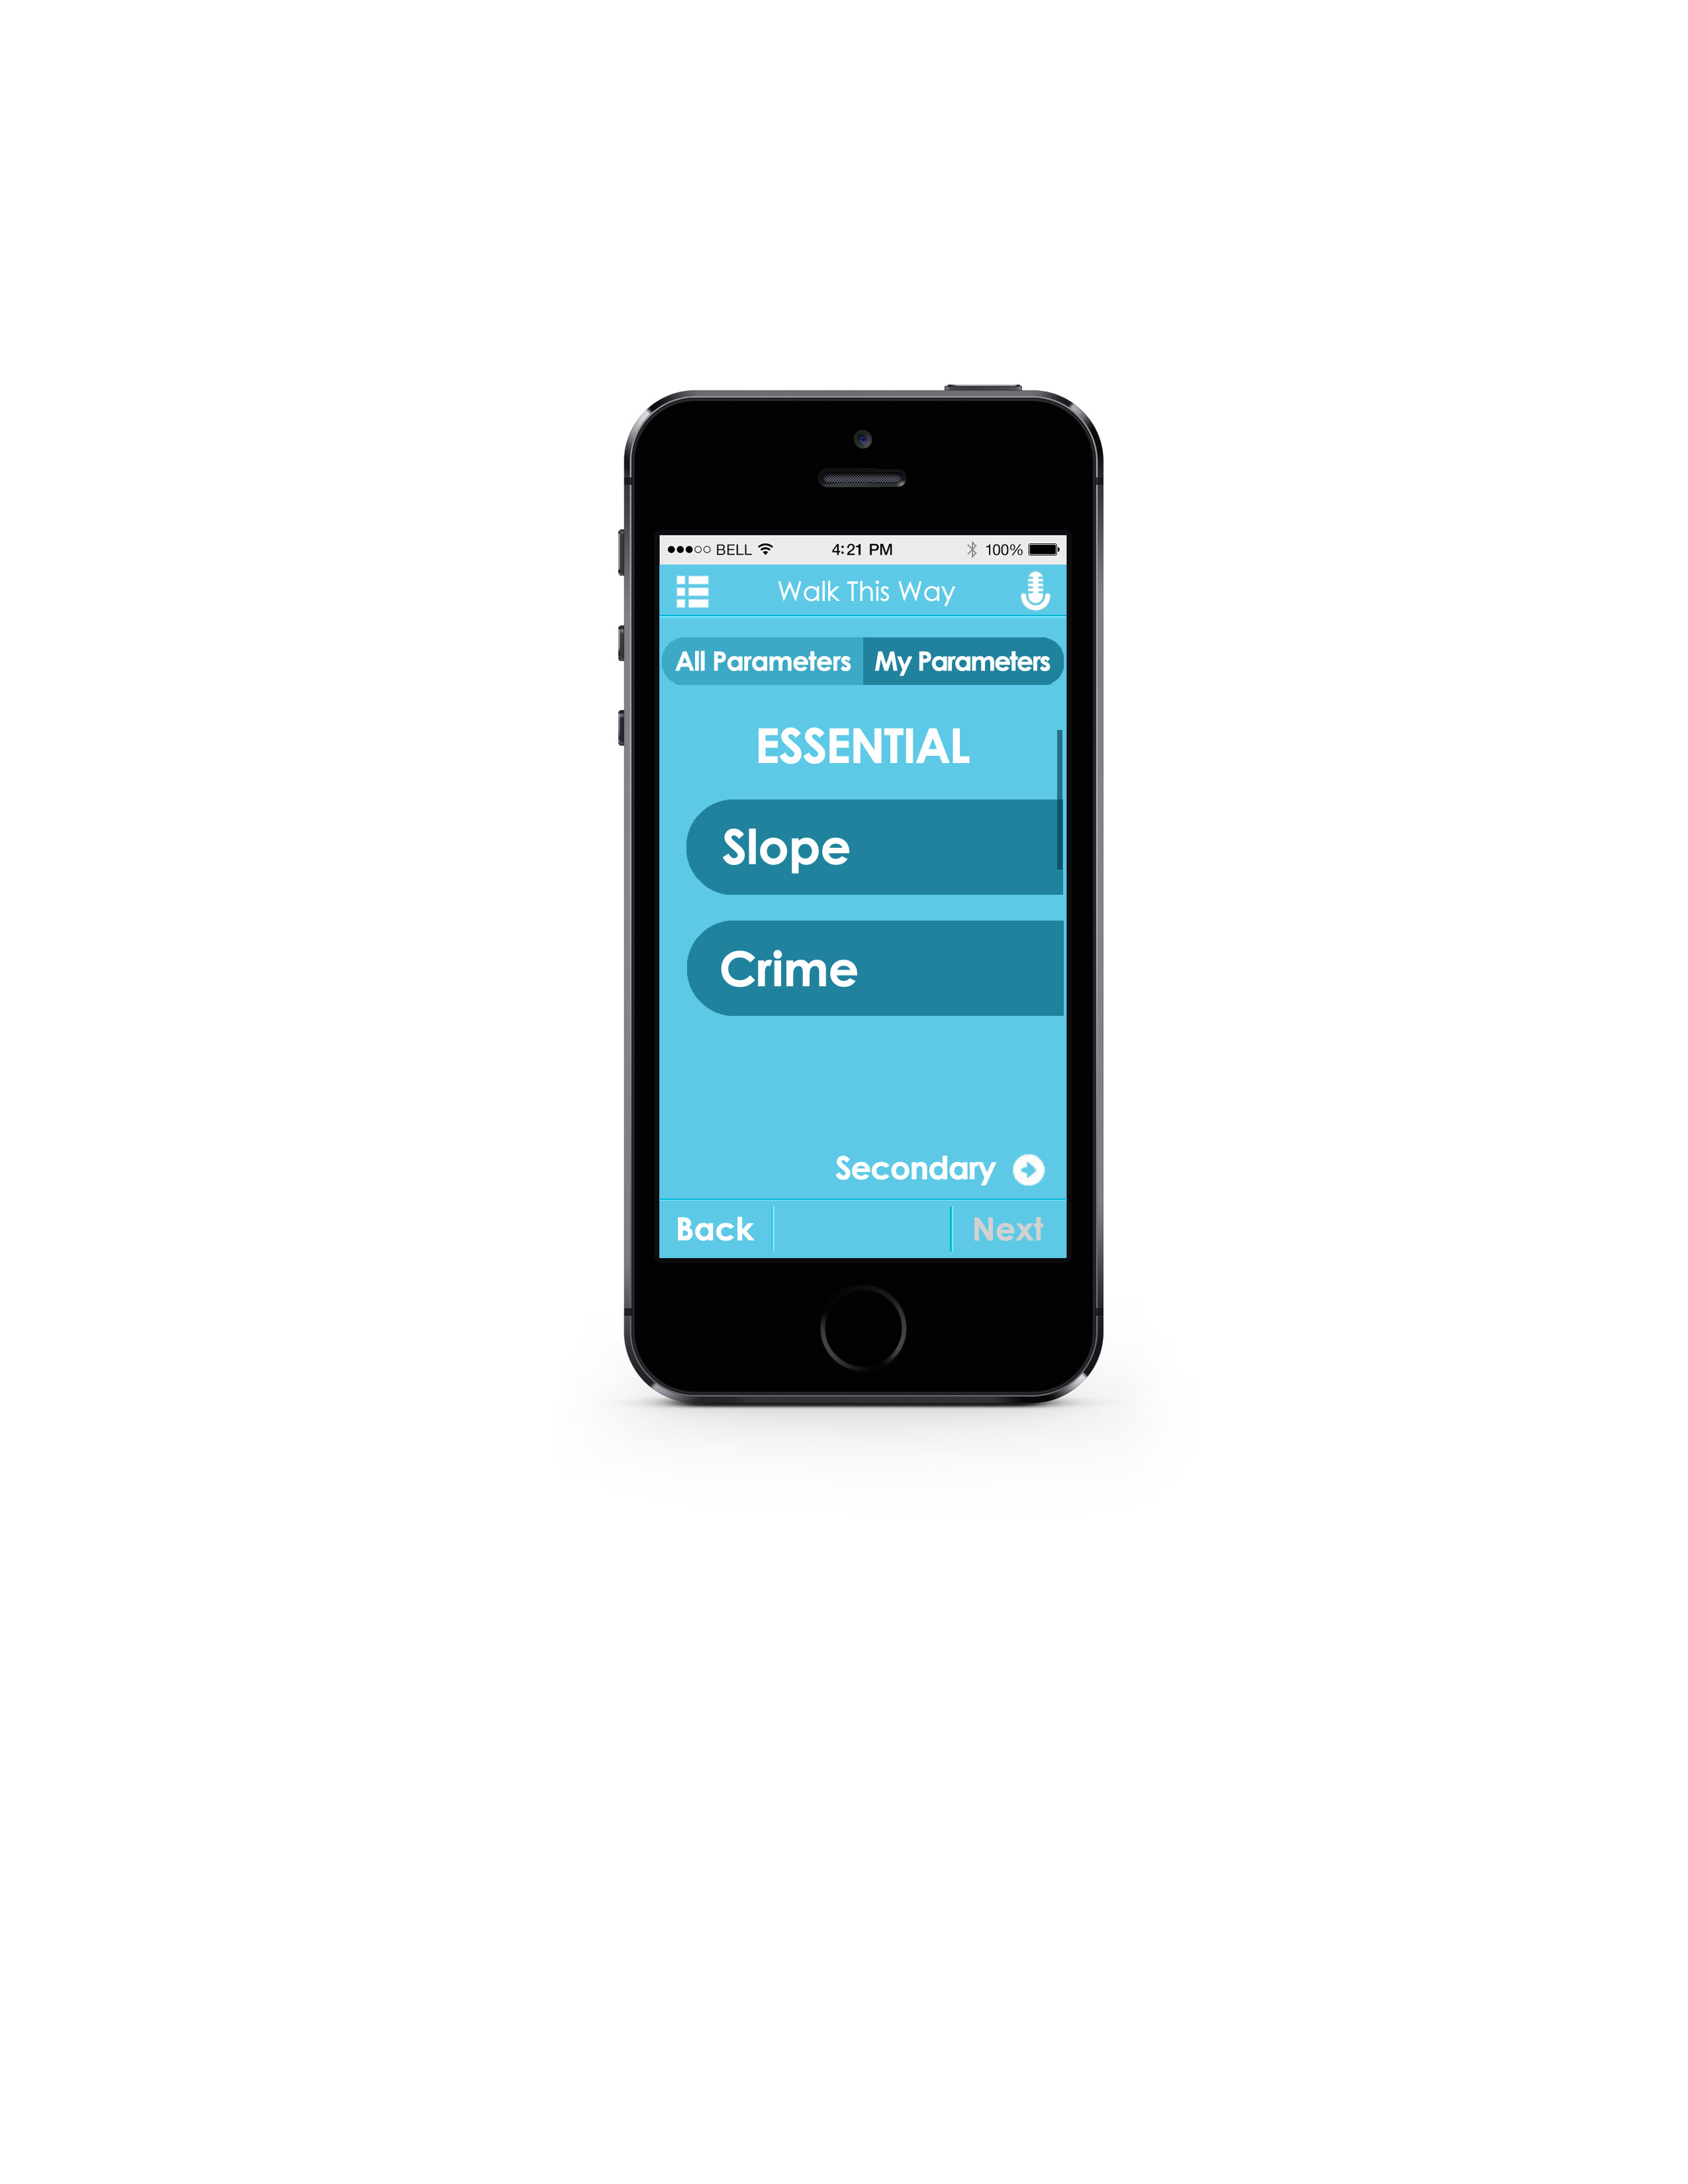 BELL 4:21 PM 100%
Walk This Way
All Parameters My Parameters
ESSENTIAL
Slope
Crime
Secondary
Back Next